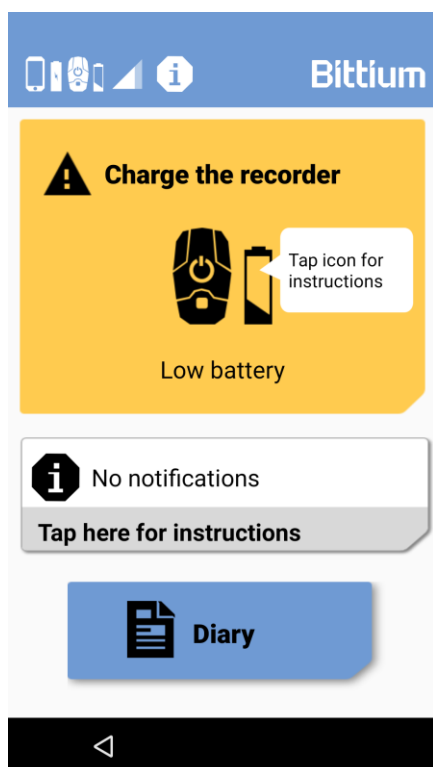 Bittium
Charge the recorder
Tap icon for
instructions
Low battery
No notifications
Tap here for instructions
Diary